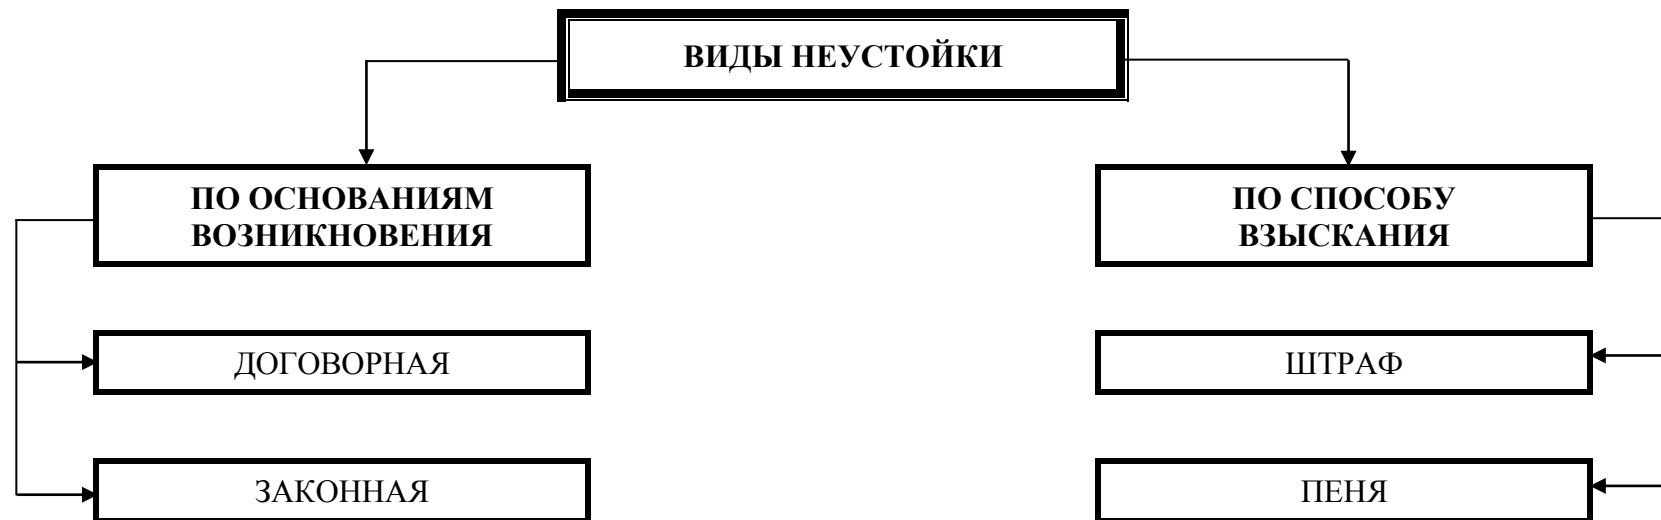 ВИДЫ НЕУСТОЙКИ
ПО ОСНОВАНИЯМ
ВОЗНИКНОВЕНИЯ
ПО СПОСОБУ
ВЗЫСКАНИЯ
ДОГОВОРНАЯ
ШТРАФ
ЗАКОННАЯ
ПЕНЯ